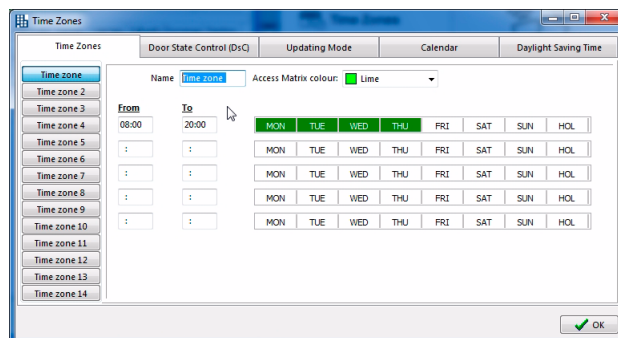 Time Zones
Time Zones Door State Control (DsC) Updating Mode Calendar Daylight Saving Time
Time zone
Time zone 2
Time zone 3
Time zone 4
Time zone 5
Time zone 6
Time zone 7
Time zone 8
Time zone 9
Time zone 10
Time zone 11
Time zone 12
Time zone 13
Time zone 14
Name Time zone Access Matrix colour: Lime
From To
08:00 20:00 MON TUE WED THU FRI SAT SUN HOL
: : MON TUE WED THU FRI SAT SUN HOL
: : MON TUE WED THU FRI SAT SUN HOL
: : MON TUE WED THU FRI SAT SUN HOL
: : MON TUE WED THU FRI SAT SUN HOL
OK